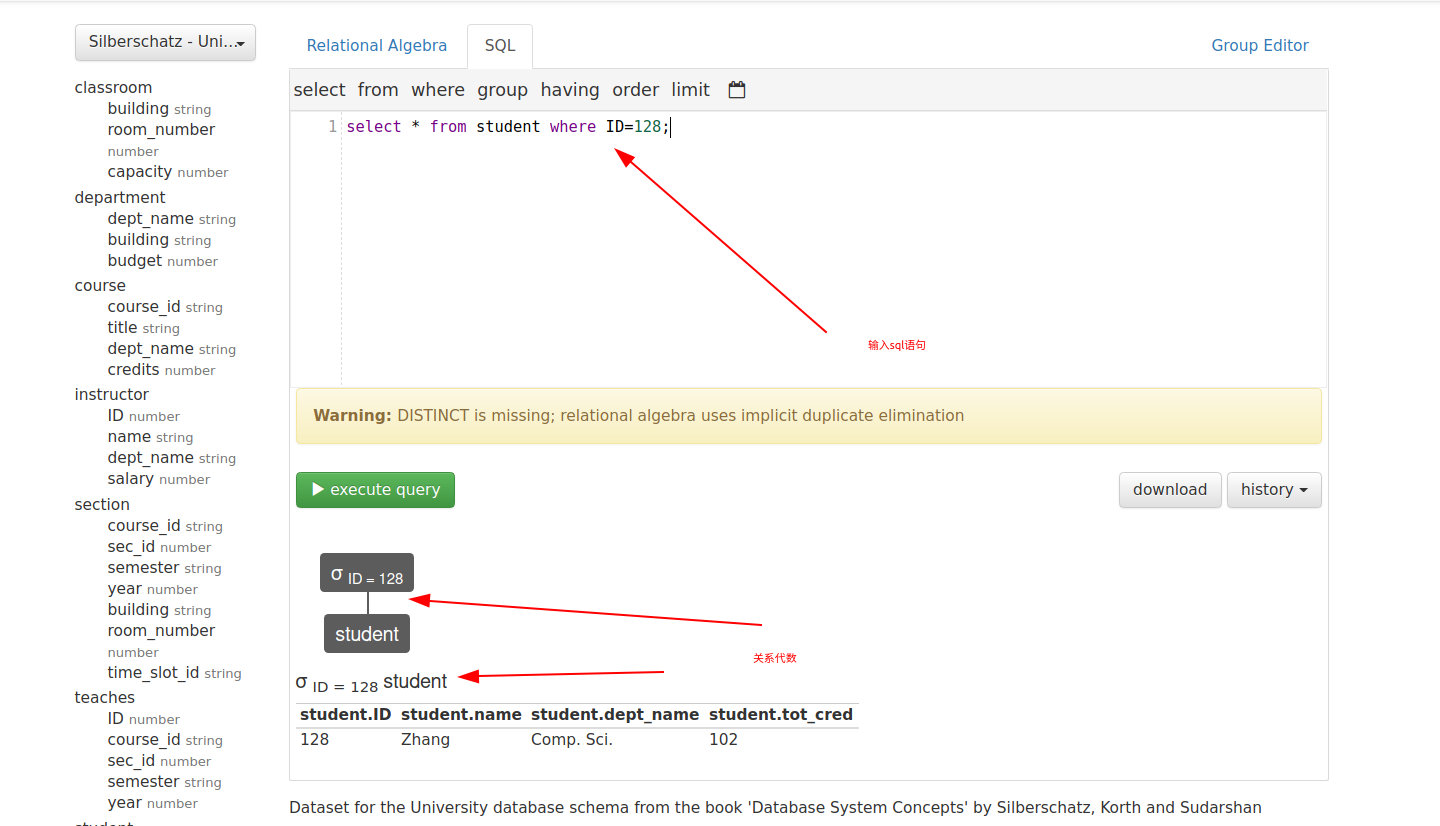 Silberschatz - Uni...
Relational Algebra
SQL
Group Editor
select from where group having order limit
1 select * from student where ID=128;
输入sql语句
Warning: DISTINCT is missing; relational algebra uses implicit duplicate elimination
execute query
download
history
σ ID = 128
student
关系代数
σ ID = 128 student
student.ID student.name student.dept_name student.tot_cred
128 Zhang Comp. Sci. 102
Dataset for the University database schema from the book 'Database System Concepts' by Silberschatz, Korth and Sudarshan
classroom
building string
room_number
number
capacity number
department
dept_name string
building string
budget number
course
course_id string
title string
dept_name string
credits number
instructor
ID number
name string
dept_name string
salary number
section
course_id string
sec_id number
semester string
year number
building string
room_number
number
time_slot_id string
teaches
ID number
course_id string
sec_id number
semester string
year number
student